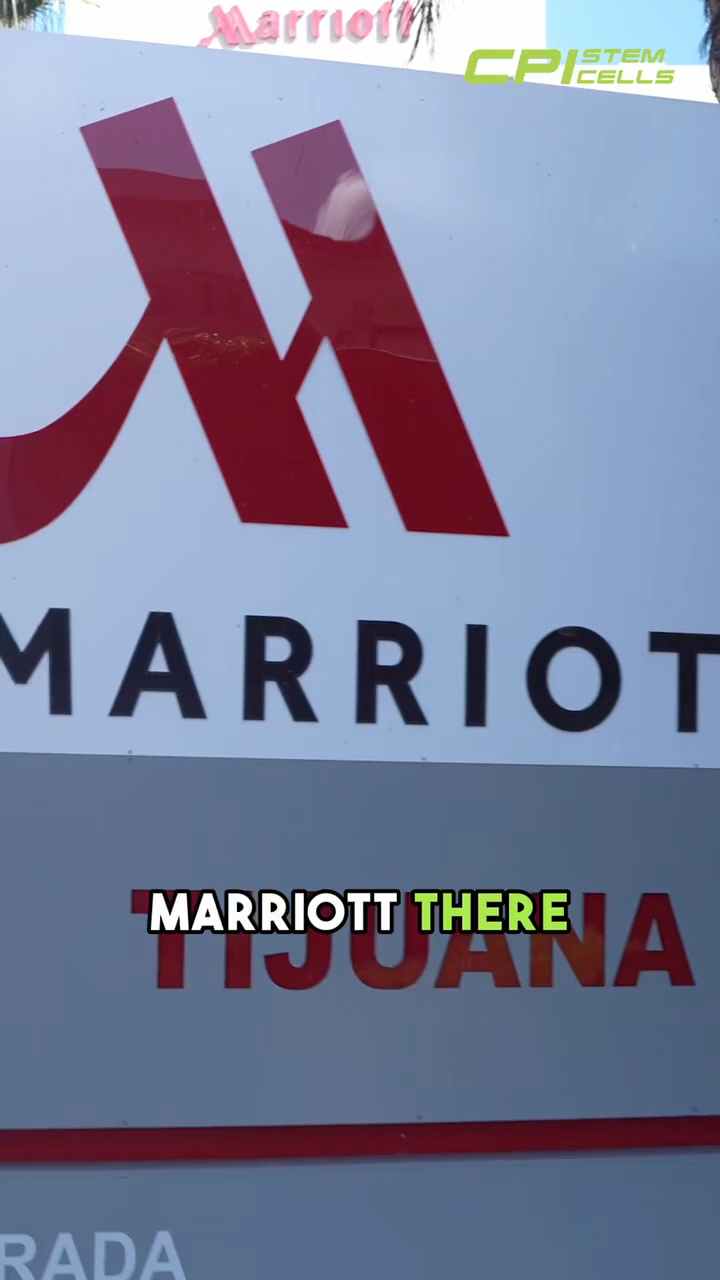 Marriott
CPI STEM CELLS
MARRIOT
MARRIOTT THERE
TIJUANA
RADA